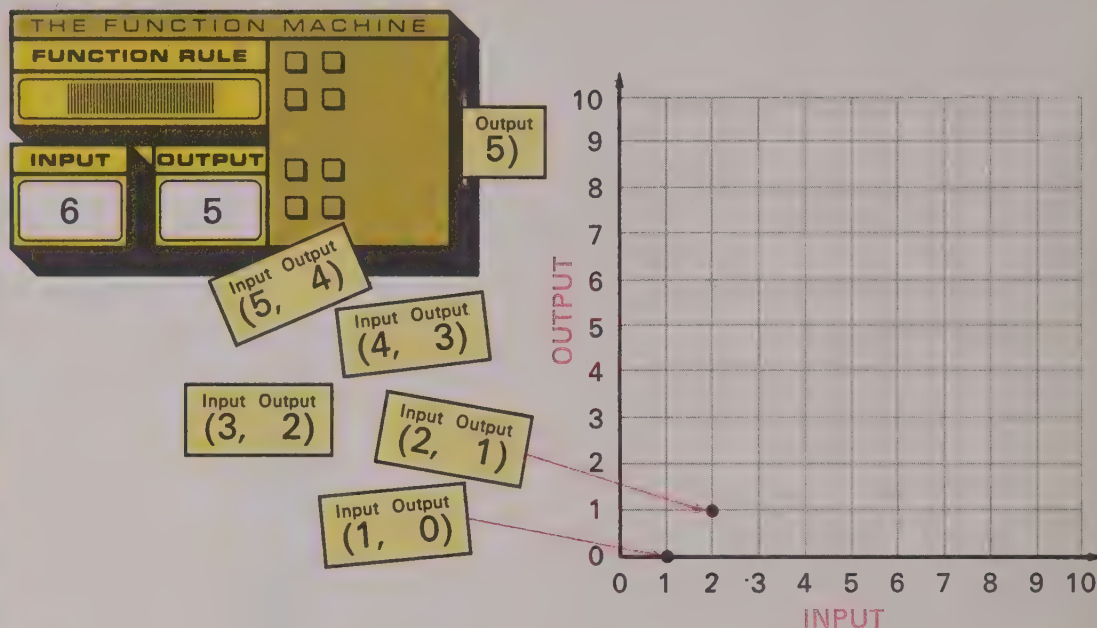 THE FUNCTION MACHINE
FUNCTION RULE
INPUT OUTPUT
6 5
Output
5)
Input Output
(5, 4)
Input Output
(4, 3)
Input Output
(3, 2)
Input Output
(2, 1)
Input Output
(1, 0)
OUTPUT
10
9
8
7
6
5
4
3
2
1
0
0 1 2 3 4 5 6 7 8 9 10
INPUT